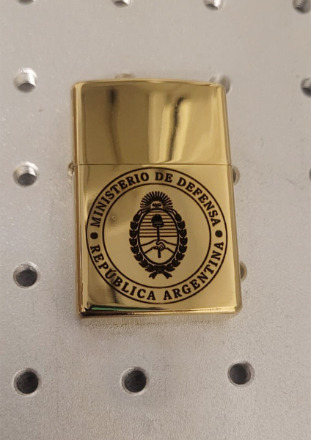 MINISTERIO DE DEFENSA
REPÚBLICA ARGENTINA